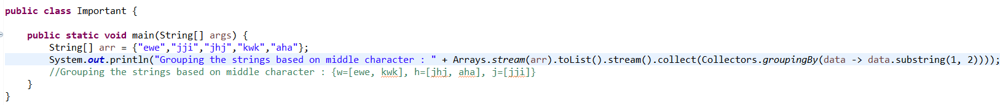 public class Important {
public static void main(String[] args) {
String[] arr = {"ewe","jji","jhj","kwk","aha"};
System.out.println("Grouping the strings based on middle character : " + Arrays.stream(arr).toList().stream().collect(Collectors.groupingBy(data -> data.substring(1, 2))));
//Grouping the strings based on middle character : {w=[ewe, kwk], h=[jhj, aha], j=[jji]}
}
}